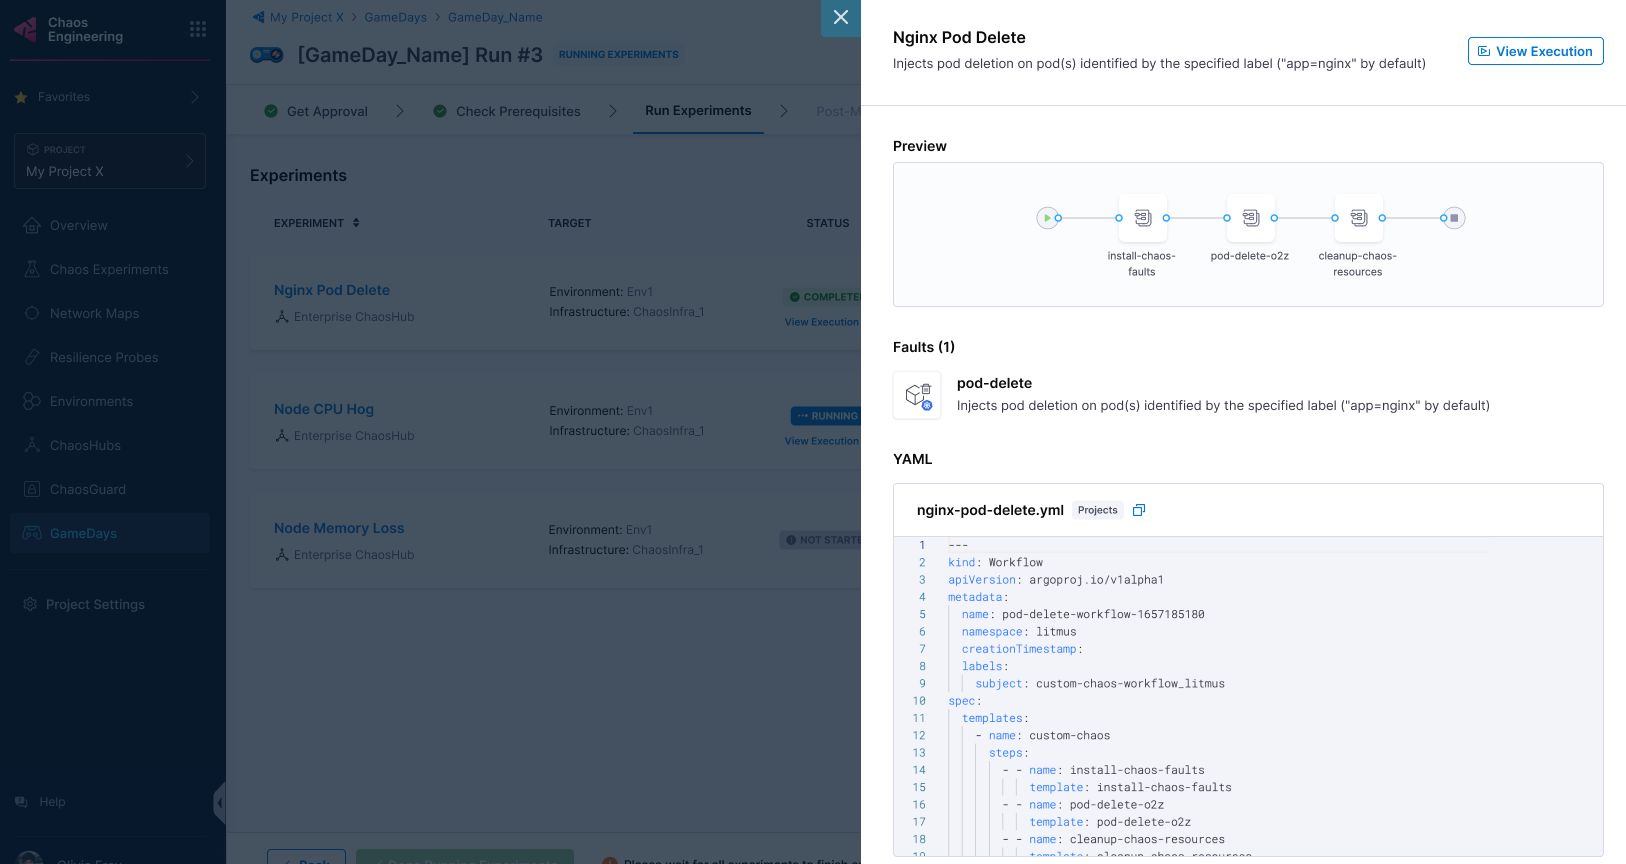 Chaos
Engineering
Favorites
PROJECT
My Project X
Overview
Chaos Experiments
Network Maps
Resilience Probes
Environments
ChaosHubs
ChaosGuard
GameDays
Project Settings
Help
My Project X > GameDays > GameDay_Name
[GameDay_Name] Run #3 RUNNING EXPERIMENTS
Get Approval
Check Prerequisites
Run Experiments
Post-M
Experiments
EXPERIMENT TARGET STATUS
Nginx Pod Delete
Enterprise ChaosHub
Environment: Env1
Infrastructure: ChaosInfra_1
COMPLETE
View Execution
Node CPU Hog
Enterprise ChaosHub
Environment: Env1
Infrastructure: ChaosInfra_1
RUNNING
View Execution
Node Memory Loss
Enterprise ChaosHub
Environment: Env1
Infrastructure: ChaosInfra_1
NOT START
Back
Please wait for all experiments to finish
Nginx Pod Delete
Injects pod deletion on pod(s) identified by the specified label ("app=nginx" by default)
View Execution
Preview
install-chaos-
faults
pod-delete-o2z
cleanup-chaos-
resources
Faults (1)
pod-delete
Injects pod deletion on pod(s) identified by the specified label ("app=nginx" by default)
YAML
nginx-pod-delete.yml Projects
1 ---
2 kind: Workflow
3 apiVersion: argoproj.io/v1alpha1
4 metadata:
5 name: pod-delete-workflow-1657185180
6 namespace: litmus
7 creationTimestamp:
8 labels:
9 subject: custom-chaos-workflow_litmus
10 spec:
11 templates:
12 - name: custom-chaos
13 steps:
14 - - name: install-chaos-faults
15 template: install-chaos-faults
16 - - name: pod-delete-o2z
17 template: pod-delete-o2z
18 - - name: cleanup-chaos-resources
19 template: cleanup-chaos-resources